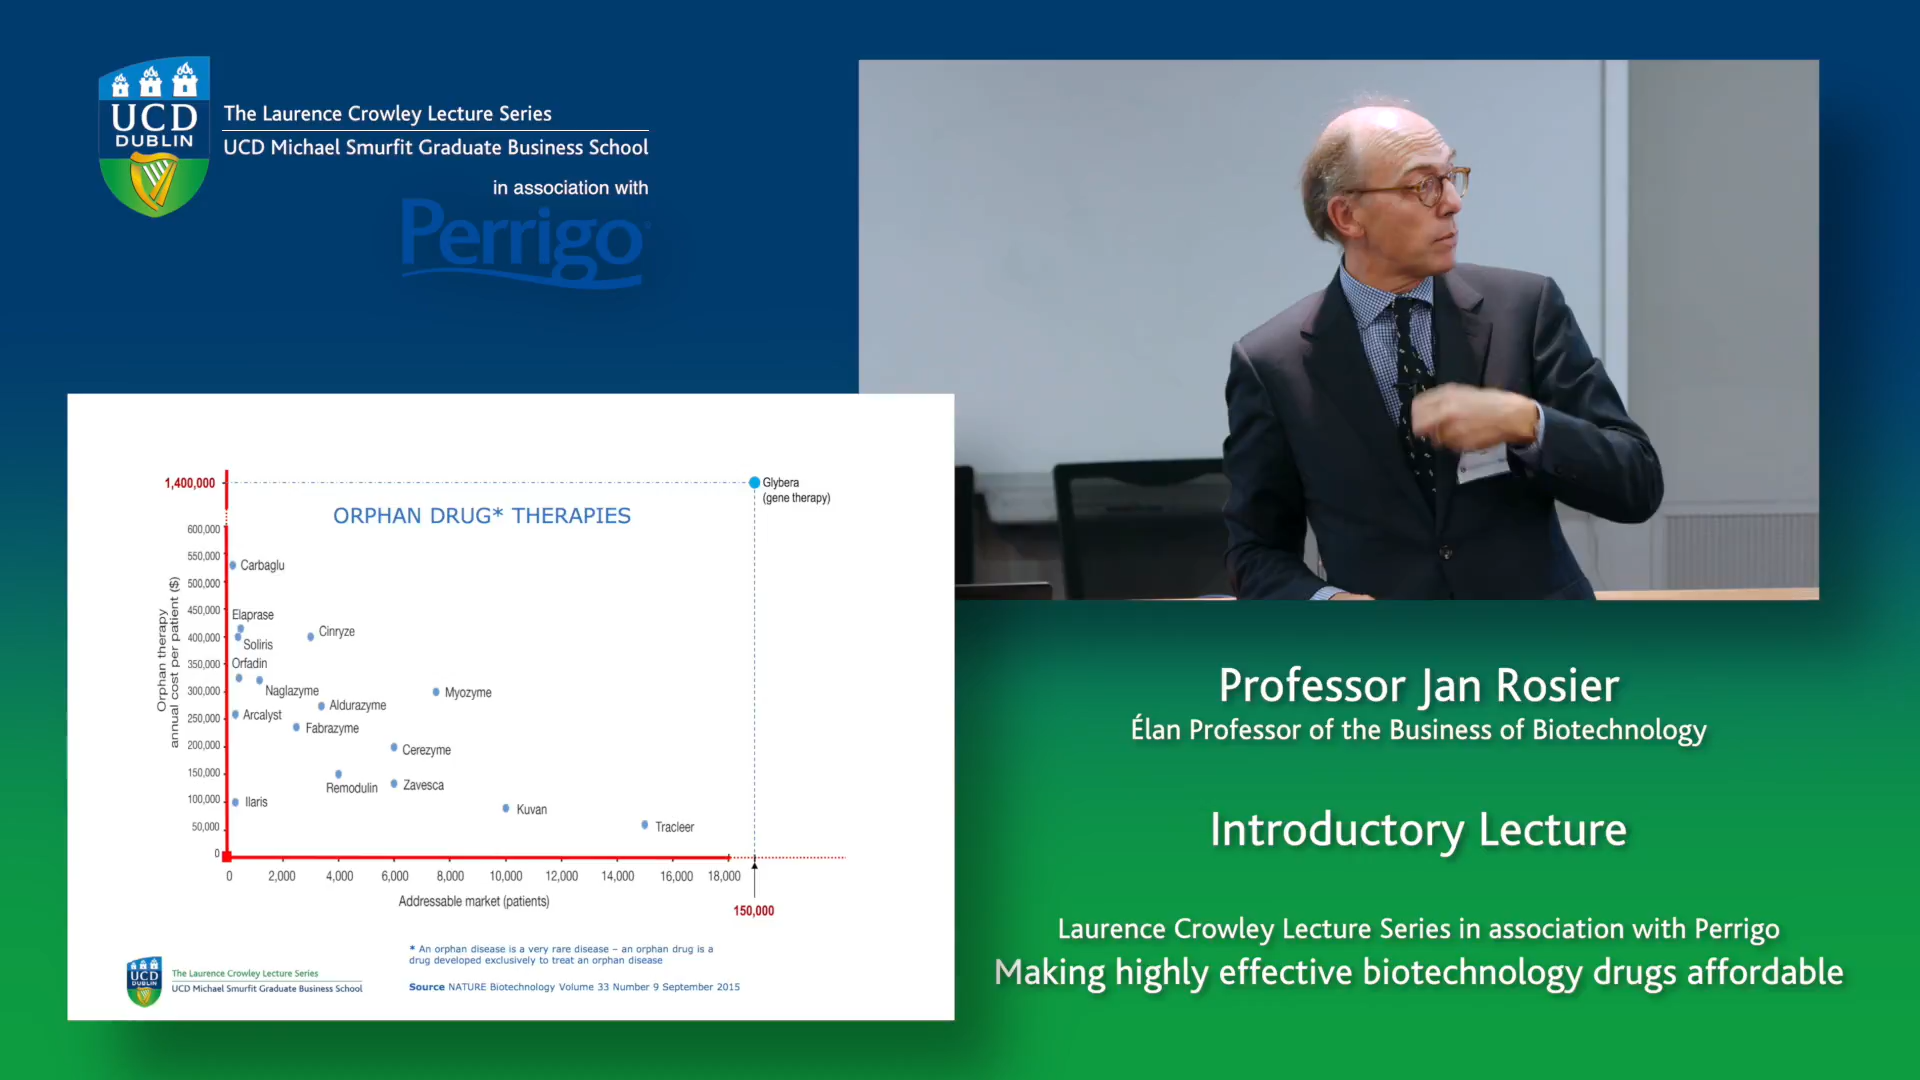 UCD
DUBLIN
The Laurence Crowley Lecture Series
UCD Michael Smurfit Graduate Business School
in association with
Perrigo
1,400,000
Glybera
(gene therapy)
ORPHAN DRUG* THERAPIES
600,000
550,000
500,000
450,000
400,000
350,000
300,000
250,000
200,000
150,000
100,000
50,000
0
Orphan therapy
annual cost per patient ($)
Carbaglu
Elaprase
Cinryze
Soliris
Orfadin
Naglazyme
Myozyme
Aldurazyme
Arcalyst
Fabrazyme
Cerezyme
Remodulin
Zavesca
Ilaris
Kuvan
Tracleer
0 2,000 4,000 6,000 8,000 10,000 12,000 14,000 16,000 18,000
Addressable market (patients)
150,000
* An orphan disease is a very rare disease – an orphan drug is a
drug developed exclusively to treat an orphan disease
Source NATURE Biotechnology Volume 33 Number 9 September 2015
UCD
DUBLIN
The Laurence Crowley Lecture Series
UCD Michael Smurfit Graduate Business School
Professor Jan Rosier
Élan Professor of the Business of Biotechnology
Introductory Lecture
Laurence Crowley Lecture Series in association with Perrigo
Making highly effective biotechnology drugs affordable